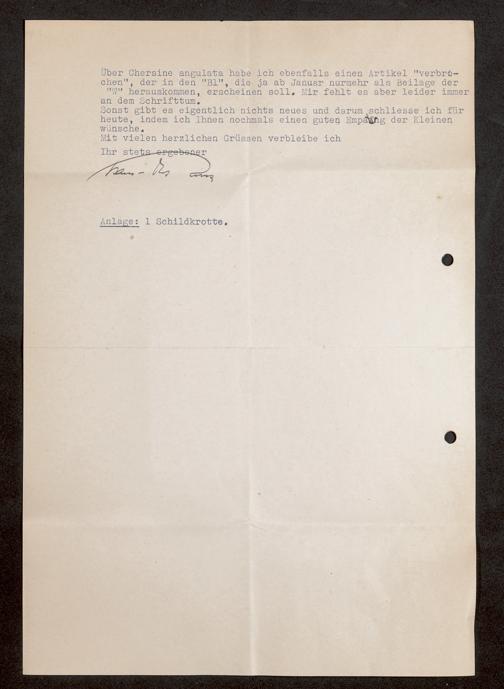 Über Chersine angulata habe ich ebenfalls einen Artikel "verbro-
chen", der in den "Bl", die ja ab Januar nurmehr als Beilage der
"W" herauskommen, erscheinen soll. Mir fehlt es aber leider immer
an dem Schrifttum.
Sonst gibt es eigentlich nichts neues und darum schliesse ich für
heute, indem ich Ihnen nochmals einen guten Empfang der Kleinen
wünsche.
Mit vielen herzlichen Grüssen verbleibe ich
Ihr stets ergebener
Anlage: 1 Schildkrotte.